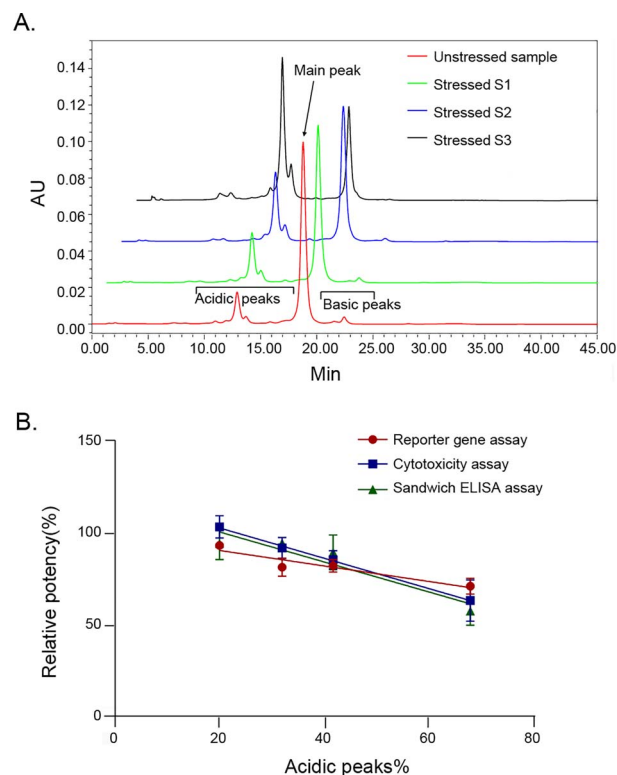 A.
Main peak
Unstressed sample
Stressed S1
Stressed S2
Stressed S3
0.14
0.12
0.10
0.08
0.06
0.04
0.02
0.00
AU
Acidic peaks
Basic peaks
0.00 5.00 10.00 15.00 20.00 25.00 30.00 35.00 40.00 45.00
Min
B.
Reporter gene assay
Cytotoxicity assay
Sandwich ELISA assay
150
100
50
0
Relative potency(%)
0 20 40 60 80
Acidic peaks%